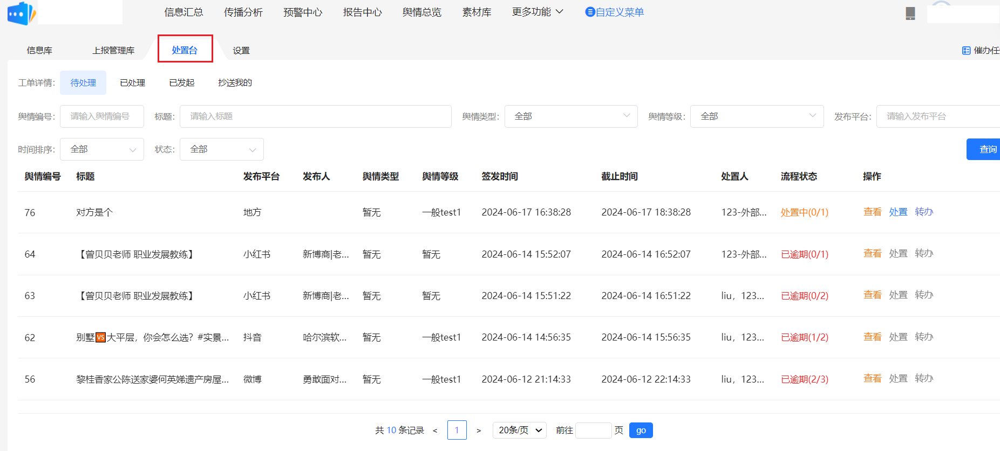 信息汇总 传播分析 预警中心 报告中心 舆情总览 素材库 更多功能 自定义菜单
信息库 上报管理库 处置台 设置 催办任
工单详情: 待处理 已处理 已发起 抄送我的
舆情编号: 请输入舆情编号 标题: 请输入标题 舆情类型: 全部 舆情等级: 全部 发布平台: 请输入发布平台
时间排序: 全部 状态: 全部 查询
舆情编号 标题 发布平台 发布人 舆情类型 舆情等级 签发时间 截止时间 处置人 流程状态 操作
76 对方是个 地方 暂无 一般test1 2024-06-17 16:38:28 2024-06-17 18:38:28 123-外部... 处置中(0/1) 查看 处置 转办
64 【曾贝贝老师 职业发展教练】 小红书 新博商|老... 暂无 暂无 2024-06-14 15:52:07 2024-06-14 16:52:07 123-外部... 已逾期(0/1) 查看 处置 转办
63 【曾贝贝老师 职业发展教练】 小红书 新博商|老... 暂无 暂无 2024-06-14 15:51:22 2024-06-14 16:51:22 liu，123... 已逾期(0/2) 查看 处置 转办
62 别墅🆚大平层，你会怎么选？#实景... 抖音 哈尔滨软... 暂无 一般test1 2024-06-14 14:56:35 2024-06-14 15:56:35 liu，123... 已逾期(1/2) 查看 处置 转办
56 黎桂香家公陈送家婆何英娣遗产房屋... 微博 勇敢面对... 暂无 一般test1 2024-06-12 21:14:33 2024-06-12 22:14:33 liu，123... 已逾期(2/3) 查看 处置 转办
共 10 条记录 < 1 > 20条/页 前往 页 go